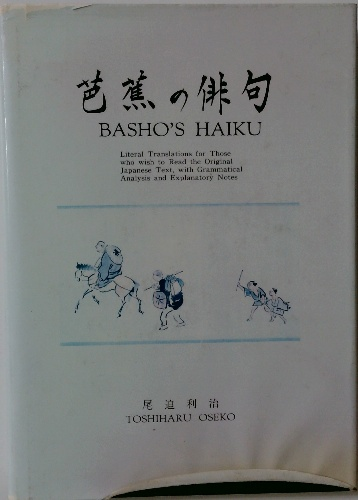 芭蕉の俳句
BASHO'S HAIKU
Literal Translations for Those
who wish to Read the Original
Japanese Text, with Grammatical
Analysis and Explanatory Notes
尾迫利治
TOSHIHARU OSEKO